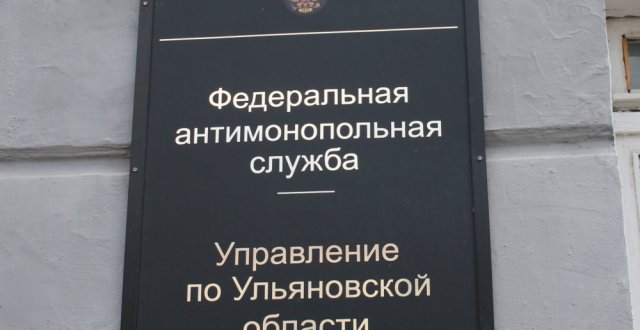 Федеральная
антимонопольная
служба
Управление
по Ульяновской
области